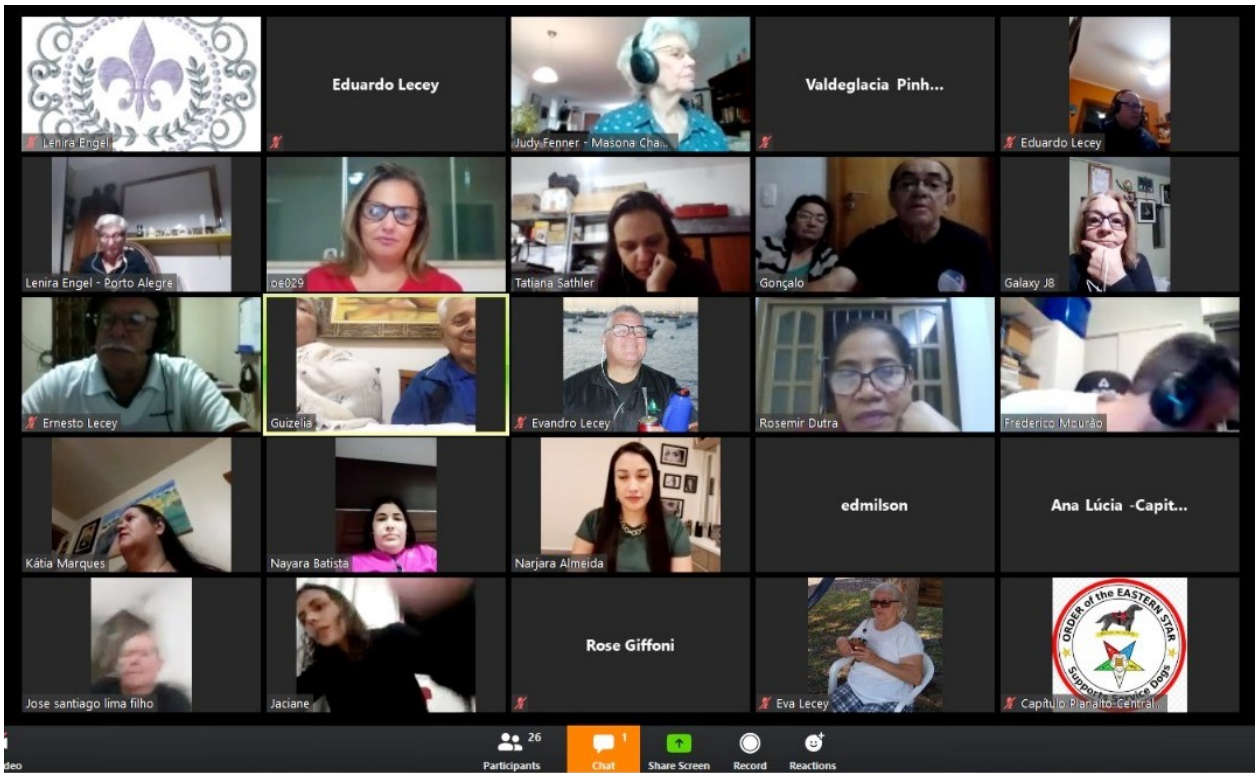 Lenira Engel
Eduardo Lecey
Judy Fenner - Masona Cha...
Valdeglacia Pinh...
Eduardo Lecey
Lenira Engel - Porto Alegre
oe029
Tatiana Sathler
Gonçalo
Galaxy J8
Ernesto Lecey
Guizelia
Evandro Lecey
Rosemir Dutra
Frederico Mourão
Kátia Marques
Nayara Batista
Narjara Almeida
edmilson
Ana Lúcia -Capit...
Jose santiago lima filho
Jaciane
Rose Giffoni
Eva Lecey
ORDER of the EASTERN STAR
Supports Service Dogs
Capítulo Planalto Central...
deo
26
Participants
1
Chat
Share Screen
Record
Reactions